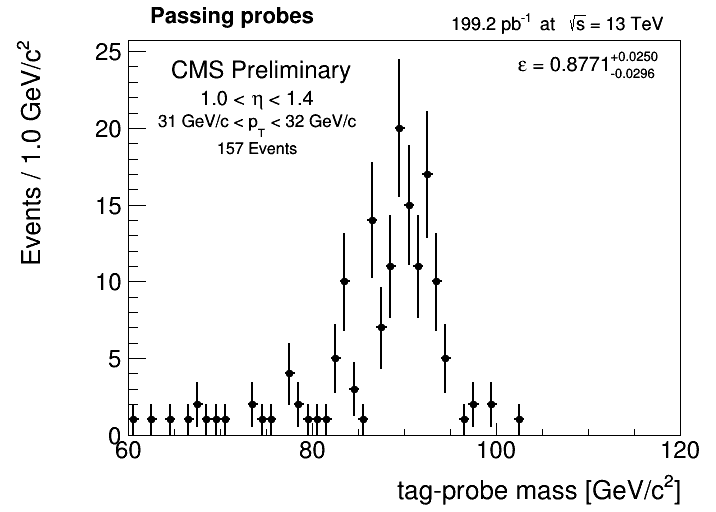 Passing probes
199.2 pb⁻¹ at √s = 13 TeV
CMS Preliminary
1.0 < η < 1.4
31 GeV/c < p_T < 32 GeV/c
157 Events
ε = 0.8771 +0.0250 -0.0296
Events / 1.0 GeV/c²
25
20
15
10
5
0
60 80 100 120
tag-probe mass [GeV/c²]